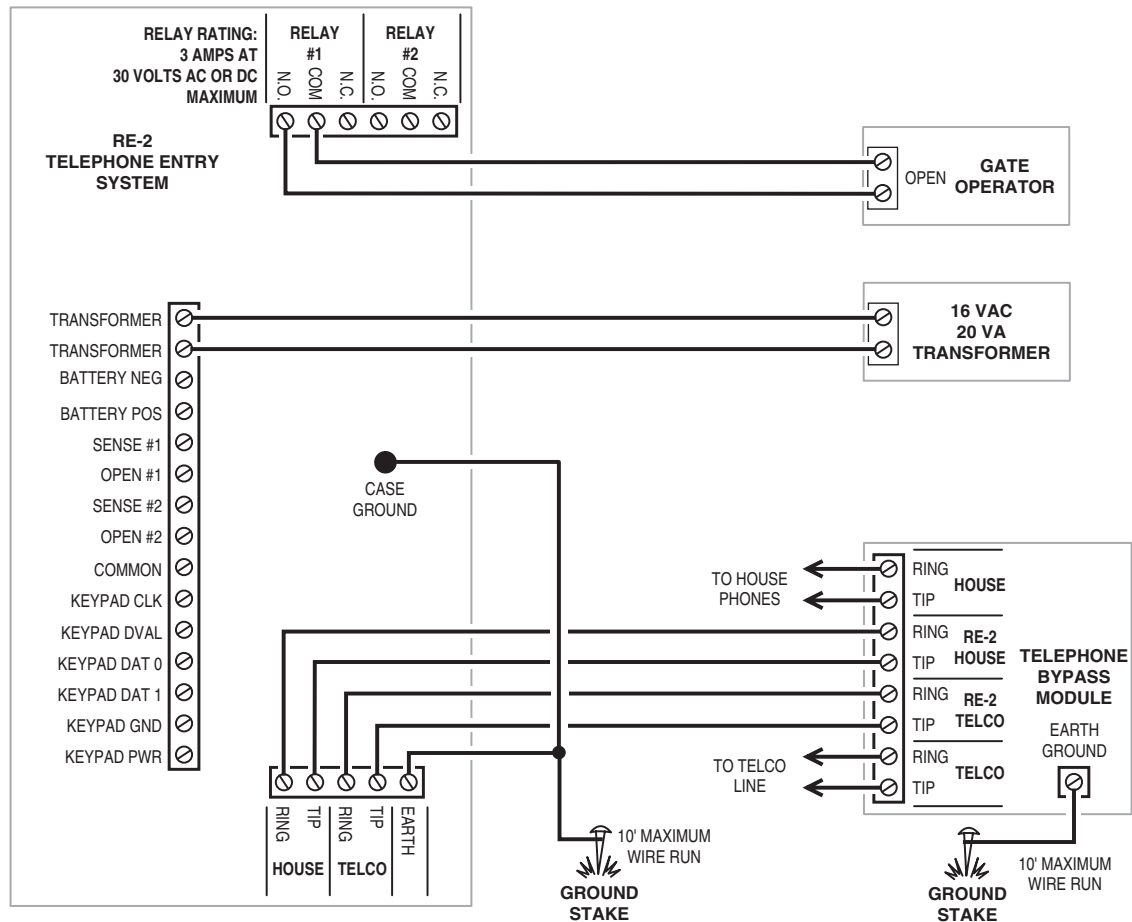 RELAY RATING:
3 AMPS AT
30 VOLTS AC OR DC
MAXIMUM
RELAY
#1
RELAY
#2
N.O.
COM
N.C.
N.O.
COM
N.C.
RE-2
TELEPHONE ENTRY
SYSTEM
OPEN
GATE
OPERATOR
TRANSFORMER
TRANSFORMER
BATTERY NEG
BATTERY POS
SENSE #1
OPEN #1
SENSE #2
OPEN #2
COMMON
KEYPAD CLK
KEYPAD DVAL
KEYPAD DAT 0
KEYPAD DAT 1
KEYPAD GND
KEYPAD PWR
16 VAC
20 VA
TRANSFORMER
CASE
GROUND
TO HOUSE
PHONES
RING
TIP
HOUSE
RING
TIP
RE-2
HOUSE
RING
TIP
RE-2
TELCO
RING
TIP
TELCO
TELEPHONE
BYPASS
MODULE
EARTH
GROUND
TO TELCO
LINE
RING
TIP
RING
TIP
EARTH
HOUSE
TELCO
10' MAXIMUM
WIRE RUN
GROUND
STAKE
10' MAXIMUM
WIRE RUN
GROUND
STAKE